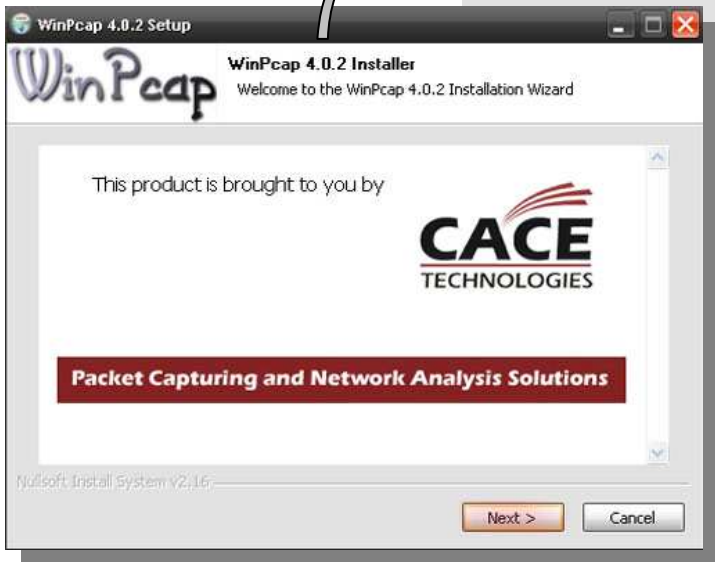 WinPcap 4.0.2 Setup
WinPcap
WinPcap 4.0.2 Installer
Welcome to the WinPcap 4.0.2 Installation Wizard
This product is brought to you by
CACE
TECHNOLOGIES
Packet Capturing and Network Analysis Solutions
Nullsoft Install System v2.16
Next >
Cancel